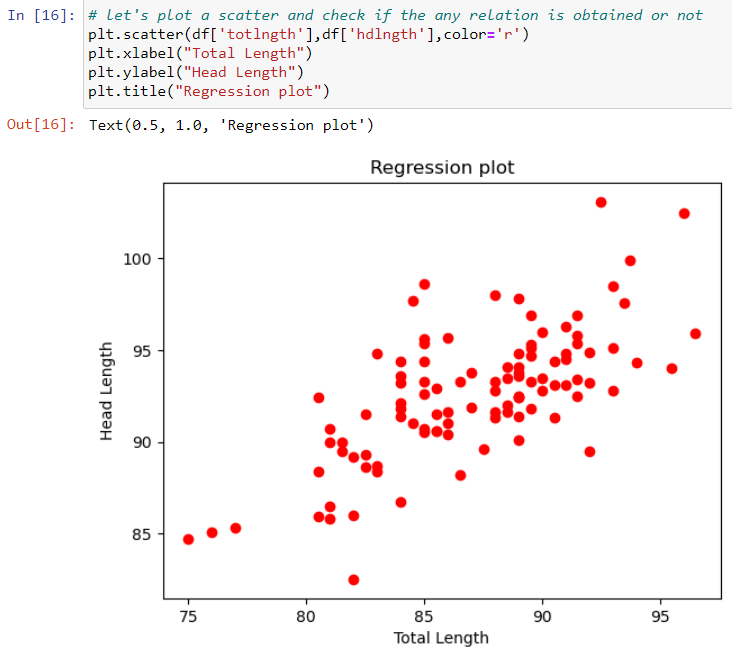 In [16]: # let's plot a scatter and check if the any relation is obtained or not
plt.scatter(df['totlngth'],df['hdlngth'],color='r')
plt.xlabel("Total Length")
plt.ylabel("Head Length")
plt.title("Regression plot")
Out[16]: Text(0.5, 1.0, 'Regression plot')
Regression plot
100
95
90
85
Head Length
75 80 85 90 95
Total Length